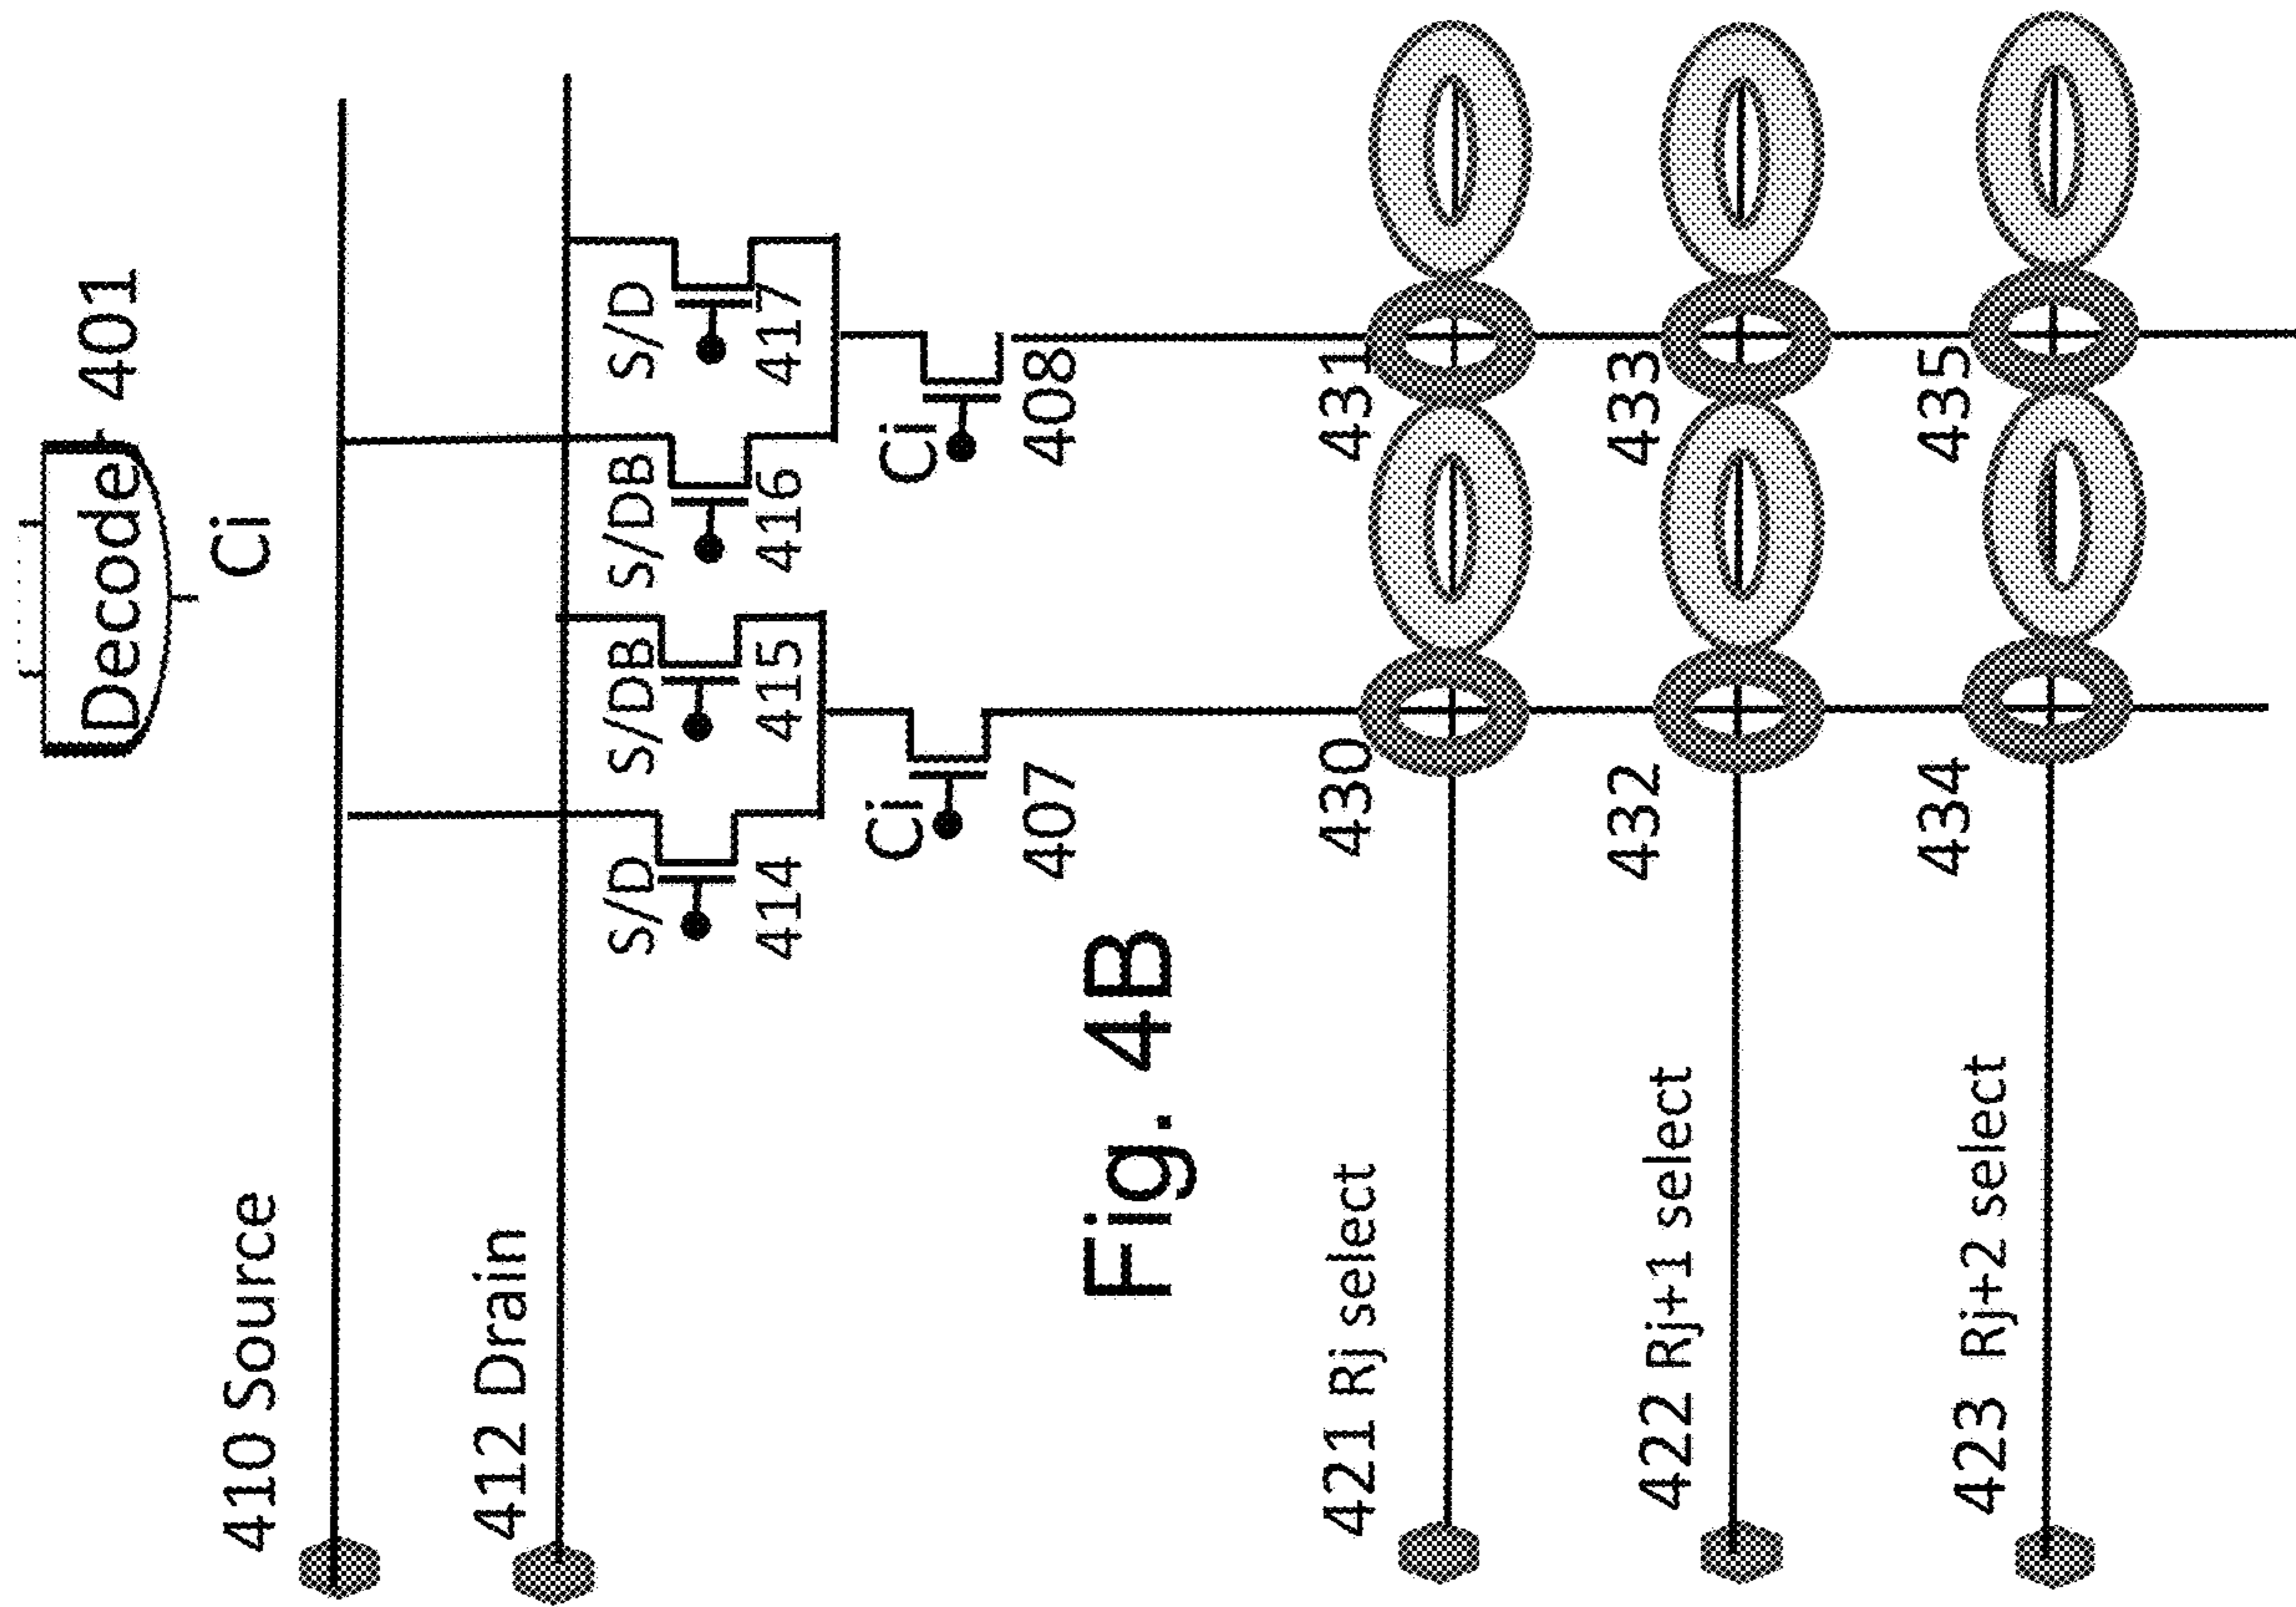 Decode 401
Ci
410 Source
412 Drain
S/D
S/DB
S/DB
S/D
414
415
416
417
Ci
Ci
407
408
Fig. 4B
421 Rj select
430
431
422 Rj+1 select
432
433
423 Rj+2 select
434
435